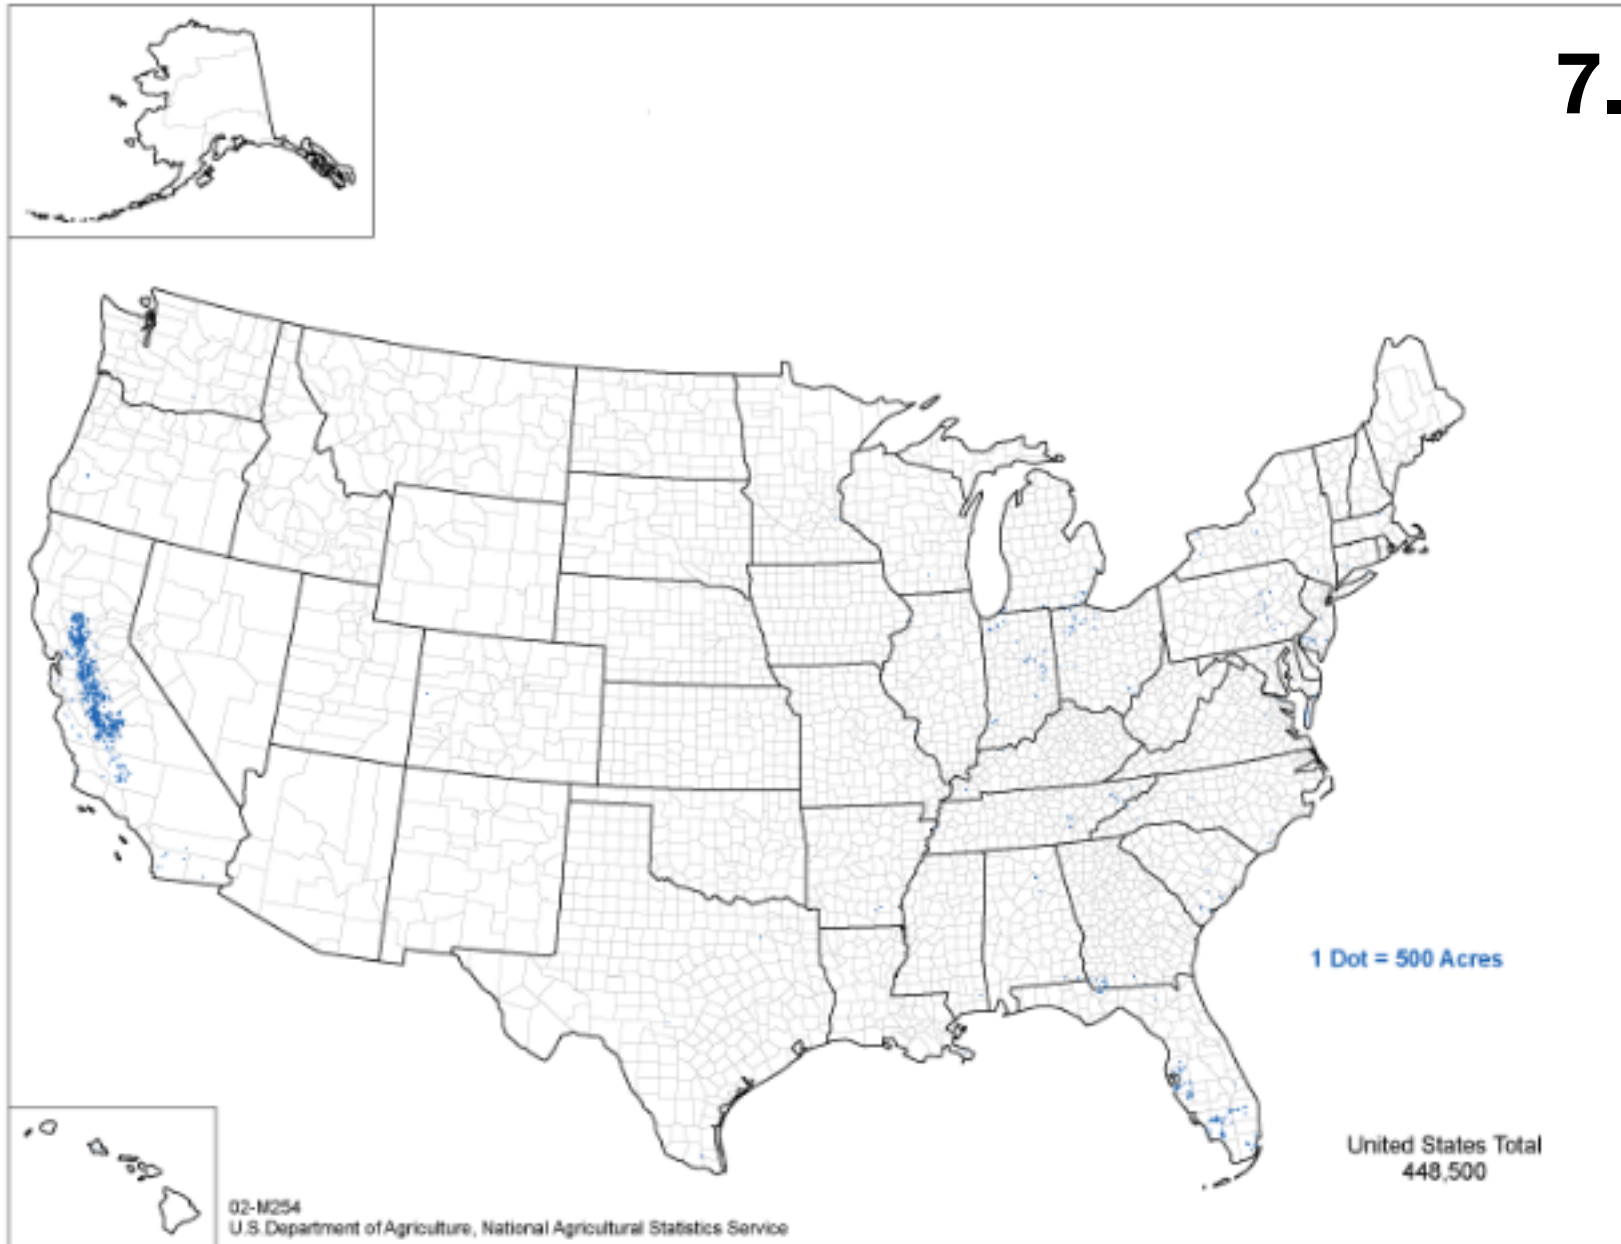 7.
1 Dot = 500 Acres
United States Total
448,500
02-M254
U.S. Department of Agriculture, National Agricultural Statistics Service